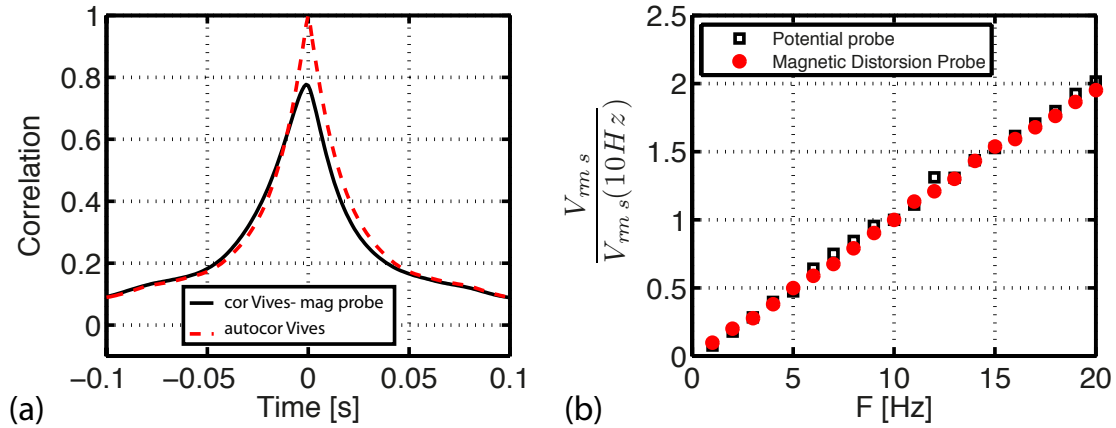 1
0.8
0.6
0.4
0.2
0
Correlation
cor Vives- mag probe
autocor Vives
−0.1 −0.05 0 0.05 0.1
Time [s]
(a)
2.5
2
1.5
1
0.5
0
V_{rms} / V_{rms}(10Hz)
Potential probe
Magnetic Distorsion Probe
0 5 10 15 20
F [Hz]
(b)